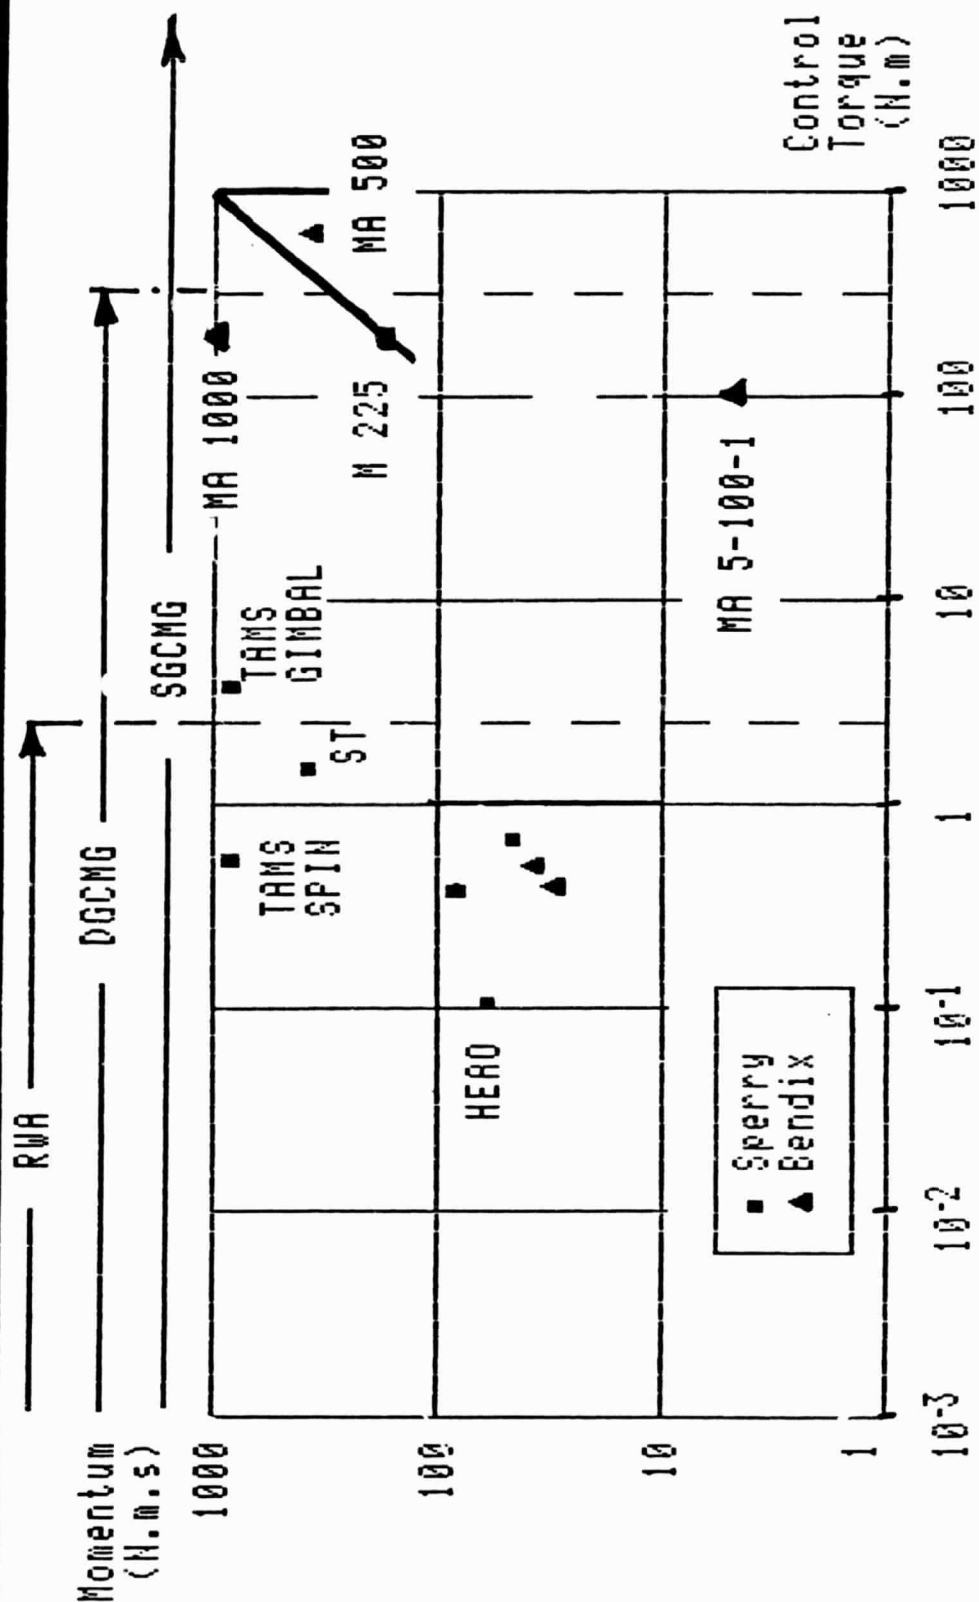 RWA
DGCMG
SGCMG
Momentum
(N.m.s)
1000
100
10
1
MA 1000
MA 500
M 225
TAMS
GIMBAL
ST
TAMS
SPIN
HEAO
MA 5-100-1
Sperry
Bendix
10-3
10-2
10-1
1
10
100
1000
Control
Torque
(N.m)